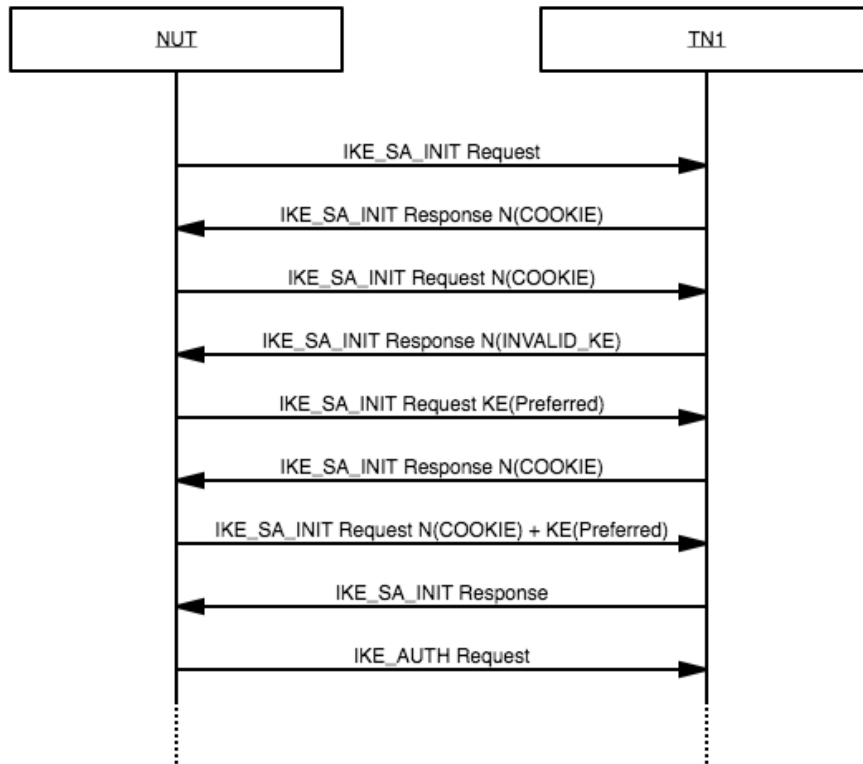 NUT
TN1
IKE_SA_INIT Request
IKE_SA_INIT Response N(COOKIE)
IKE_SA_INIT Request N(COOKIE)
IKE_SA_INIT Response N(INVALID_KE)
IKE_SA_INIT Request KE(Preferred)
IKE_SA_INIT Response N(COOKIE)
IKE_SA_INIT Request N(COOKIE) + KE(Preferred)
IKE_SA_INIT Response
IKE_AUTH Request